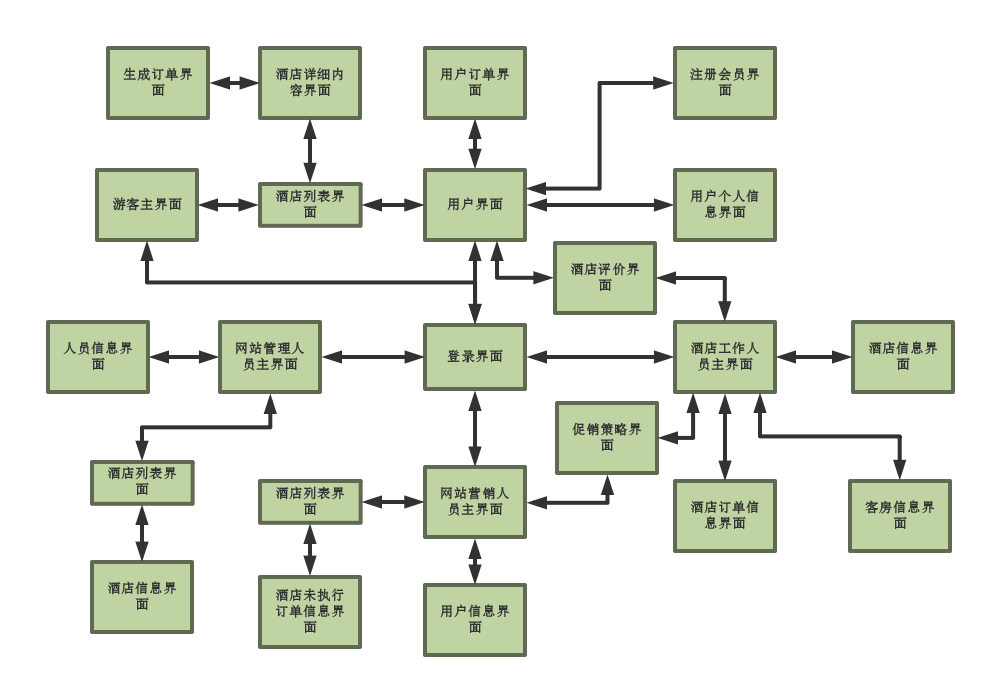 生成订单界
面
酒店详细内
容界面
用户订单界
面
注册会员界
面
游客主界面
酒店列表界
面
用户界面
用户个人信
息界面
酒店评价界
面
人员信息界
面
网站管理人
员主界面
登录界面
酒店工作人
员主界面
酒店信息界
面
促销策略界
面
酒店列表界
面
酒店列表界
面
网站营销人
员主界面
酒店订单信
息界面
客房信息界
面
酒店信息界
面
酒店未执行
订单信息界
面
用户信息界
面